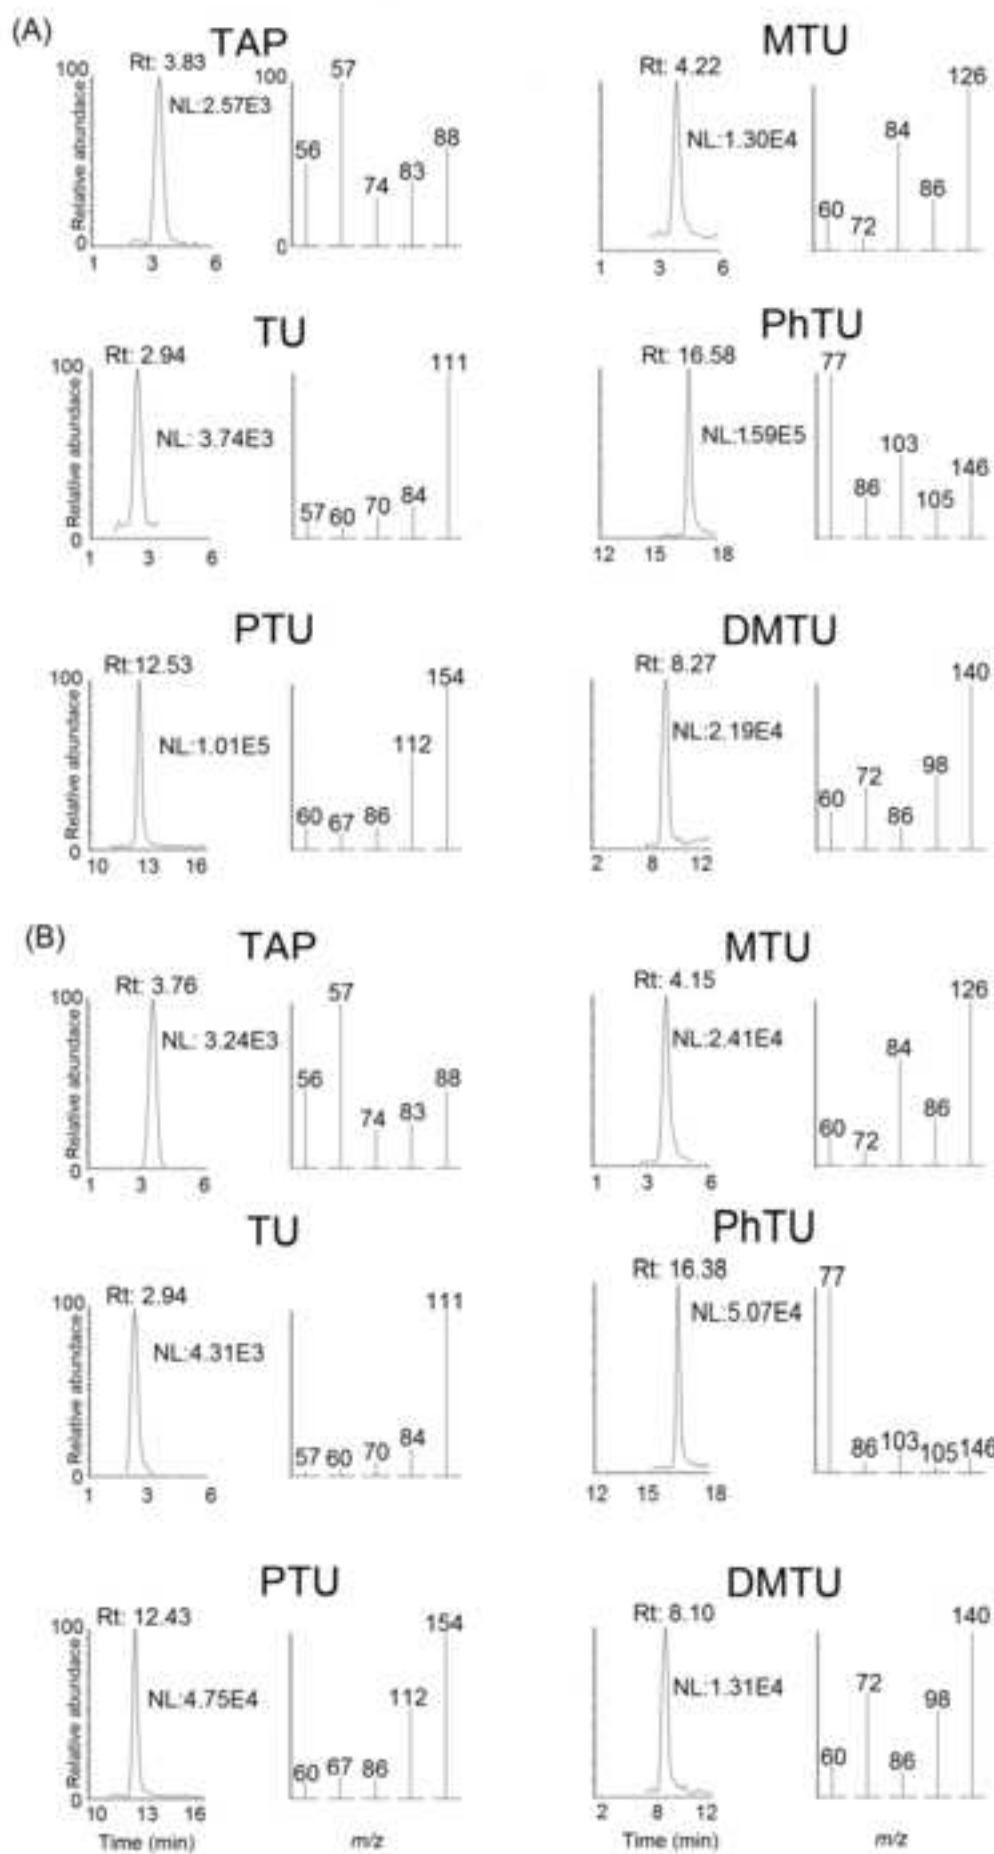 (A)
TAP
Rt: 3.83
NL:2.57E3
100
0
Relative abundace
1 3 6
100
0
56
57
74
83
88
MTU
Rt: 4.22
NL:1.30E4
1 3 6
60
72
84
86
126
TU
Rt: 2.94
NL: 3.74E3
100
0
Relative abundace
1 3 6
57
60
70
84
111
PhTU
Rt: 16.58
NL:1.59E5
12 15 18
77
86
103
105
146
PTU
Rt:12.53
NL:1.01E5
100
0
Relative abundace
10 13 16
60
67
86
112
154
DMTU
Rt: 8.27
NL:2.19E4
2 8 12
60
72
86
98
140
(B)
TAP
Rt: 3.76
NL: 3.24E3
100
0
Relative abundace
1 3 6
56
57
74
83
88
MTU
Rt: 4.15
NL:2.41E4
1 3 6
60
72
84
86
126
TU
Rt: 2.94
NL:4.31E3
100
0
Relative abundace
1 3 6
57
60
70
84
111
PhTU
Rt: 16.38
NL:5.07E4
12 15 18
77
86
103
105
146
PTU
Rt: 12.43
NL:4.75E4
100
0
Relative abundace
10 13 16
Time (min)
60
67
86
112
154
m/z
DMTU
Rt: 8.10
NL:1.31E4
2 8 12
Time (min)
60
72
86
98
140
m/z